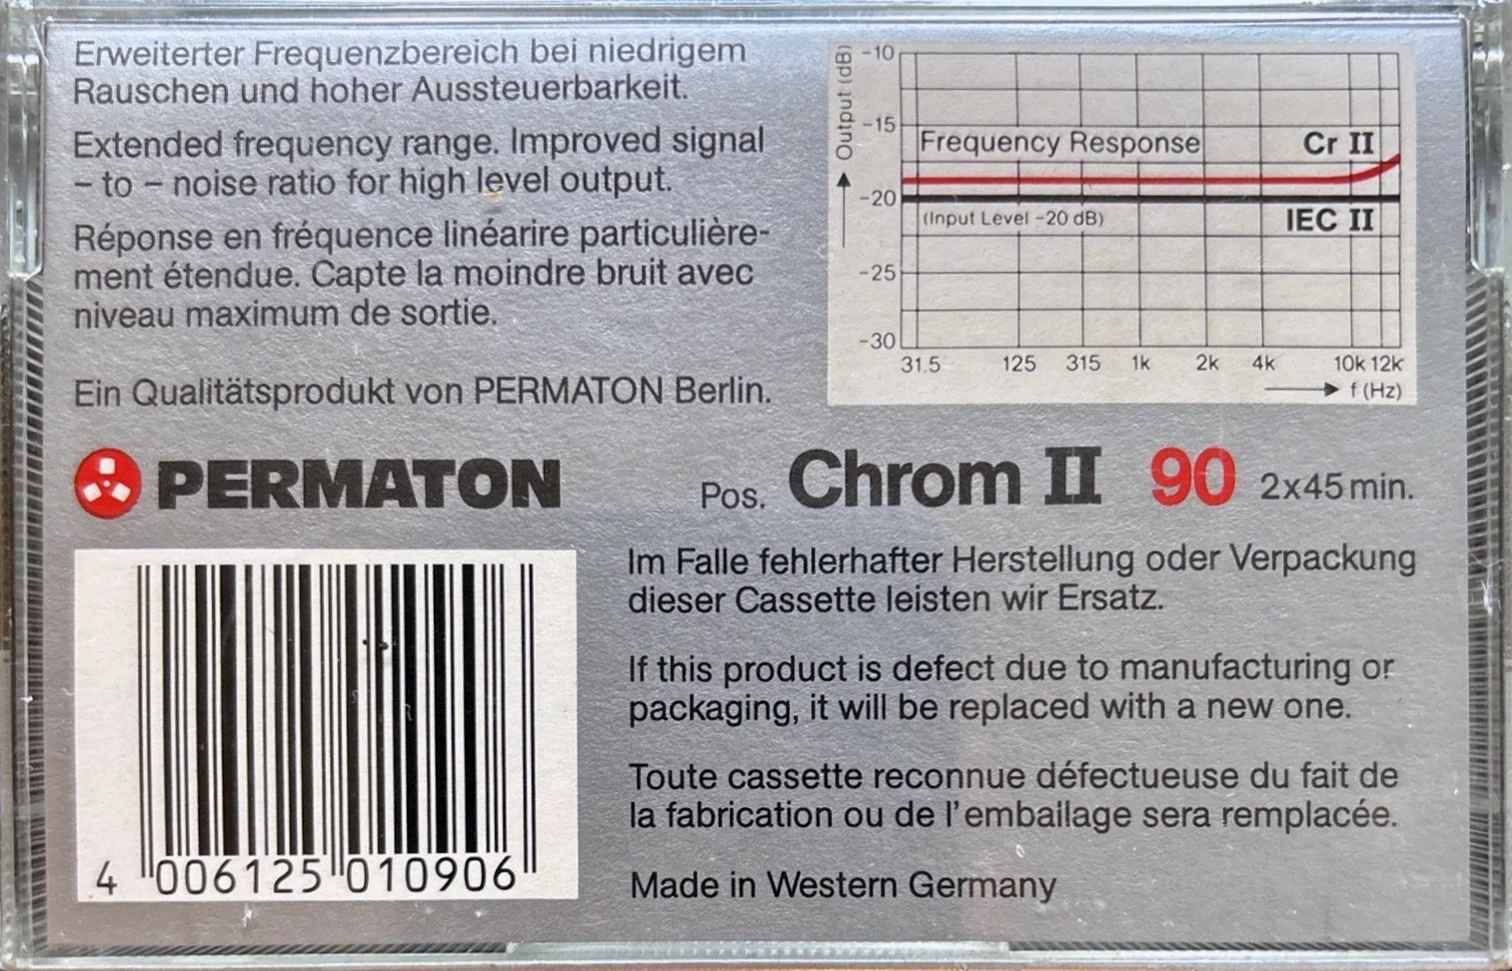 Erweiterter Frequenzbereich bei niedrigem
Rauschen und hoher Aussteuerbarkeit.
Extended frequency range. Improved signal
– to – noise ratio for high level output.
Réponse en fréquence linéarire particulière-
ment étendue. Capte la moindre bruit avec
niveau maximum de sortie.
Ein Qualitätsprodukt von PERMATON Berlin.
Output (dB)
-10
-15
-20
-25
-30
Frequency Response
Cr II
(Input Level -20 dB)
IEC II
31.5 125 315 1k 2k 4k 10k 12k
f (Hz)
PERMATON
Pos. Chrom II 90 2x45 min.
Im Falle fehlerhafter Herstellung oder Verpackung
dieser Cassette leisten wir Ersatz.
If this product is defect due to manufacturing or
packaging, it will be replaced with a new one.
Toute cassette reconnue défectueuse du fait de
la fabrication ou de l'embailage sera remplacée.
Made in Western Germany
4 006125 010906